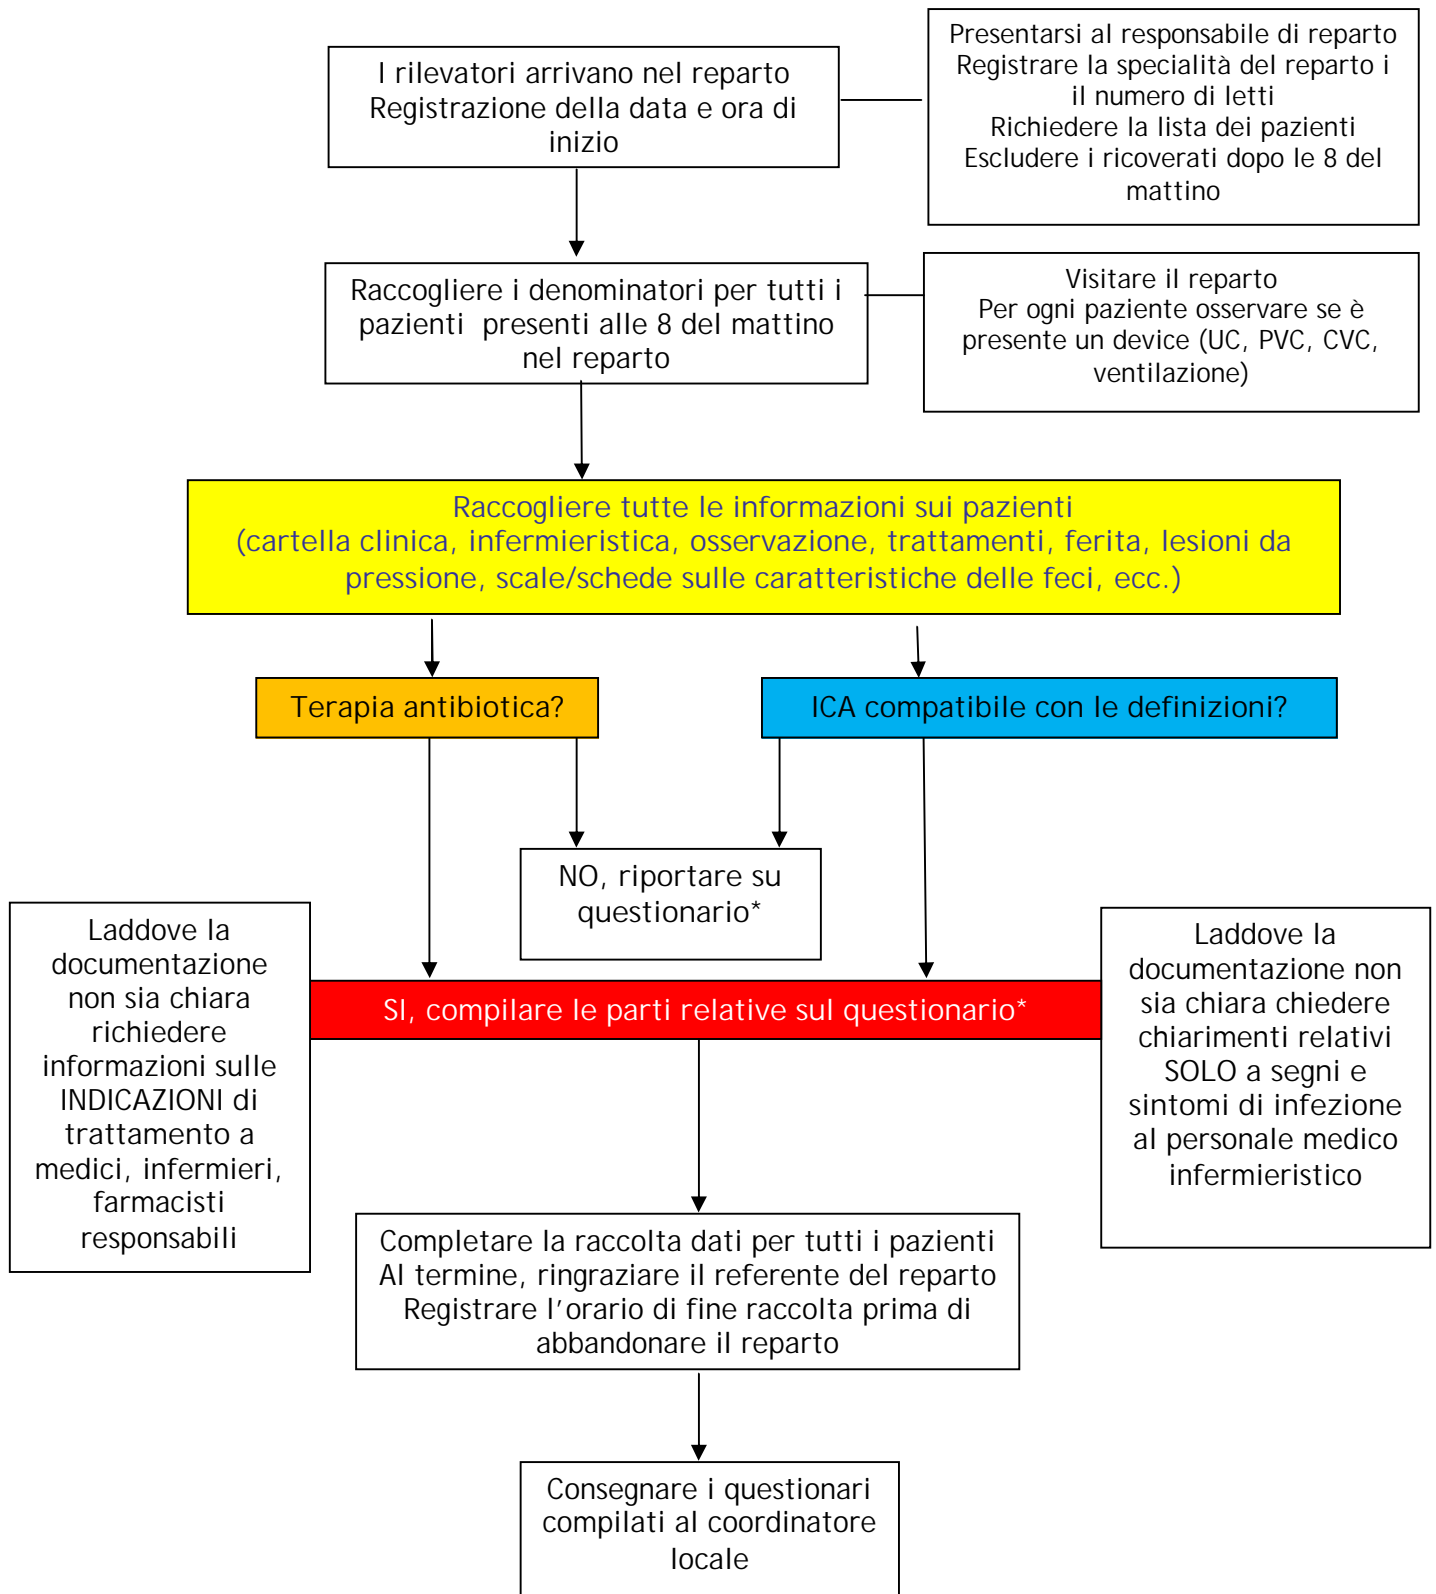 I rilevatori arrivano nel reparto
Registrazione della data e ora di
inizio
Presentarsi al responsabile di reparto
Registrare la specialità del reparto i
il numero di letti
Richiedere la lista dei pazienti
Escludere i ricoverati dopo le 8 del
mattino
Raccogliere i denominatori per tutti i
pazienti presenti alle 8 del mattino
nel reparto
Visitare il reparto
Per ogni paziente osservare se è
presente un device (UC, PVC, CVC,
ventilazione)
Raccogliere tutte le informazioni sui pazienti
(cartella clinica, infermieristica, osservazione, trattamenti, ferita, lesioni da
pressione, scale/schede sulle caratteristiche delle feci, ecc.)
Terapia antibiotica?
ICA compatibile con le definizioni?
NO, riportare su
questionario*
Laddove la
documentazione
non sia chiara
richiedere
informazioni sulle
INDICAZIONI di
trattamento a
medici, infermieri,
farmacisti
responsabili
SI, compilare le parti relative sul questionario*
Laddove la
documentazione non
sia chiara chiedere
chiarimenti relativi
SOLO a segni e
sintomi di infezione
al personale medico
infermieristico
Completare la raccolta dati per tutti i pazienti
Al termine, ringraziare il referente del reparto
Registrare l’orario di fine raccolta prima di
abbandonare il reparto
Consegnare i questionari
compilati al coordinatore
locale